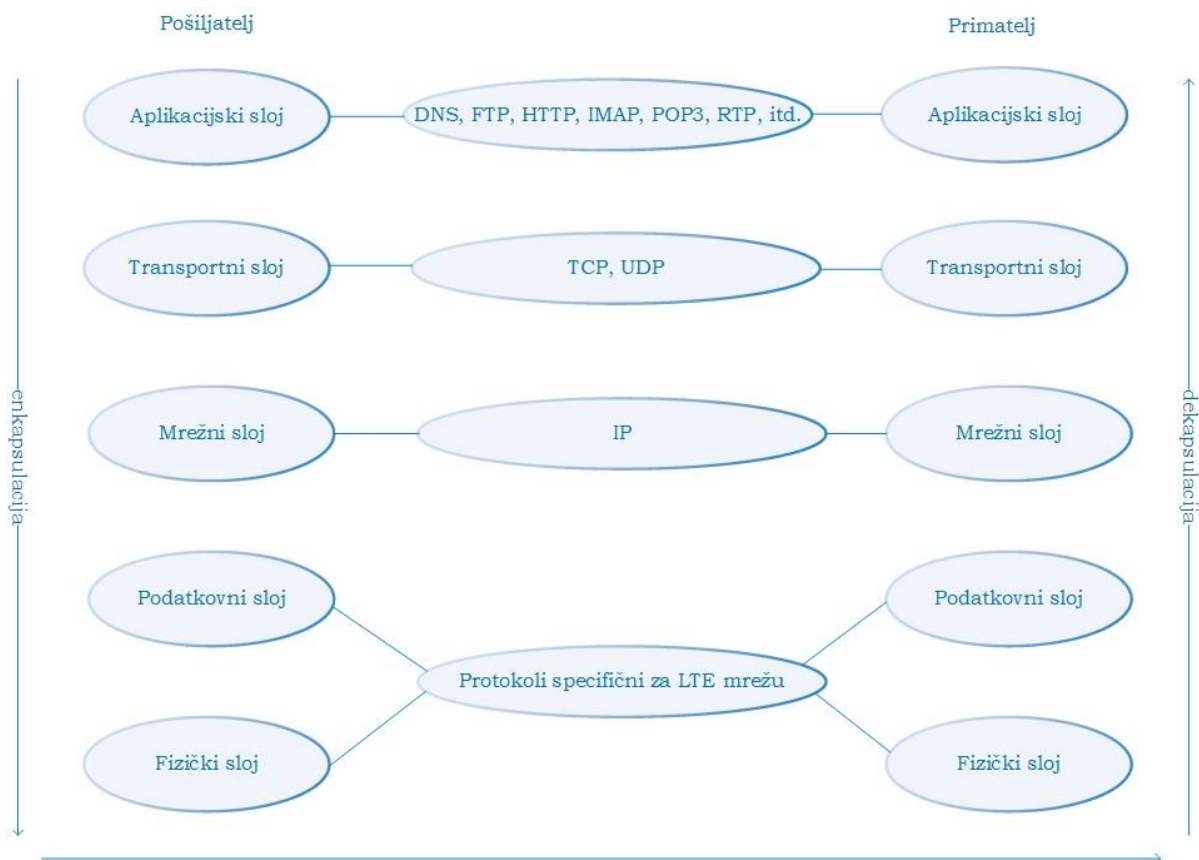 Pošiljatelj
Primatelj
Aplikacijski sloj
DNS, FTP, HTTP, IMAP, POP3, RTP, itd.
Aplikacijski sloj
Transportni sloj
TCP, UDP
Transportni sloj
enkapsulacija
Mrežni sloj
IP
Mrežni sloj
dekapsulacija
Podatkovni sloj
Podatkovni sloj
Protokoli specifični za LTE mrežu
Fizički sloj
Fizički sloj